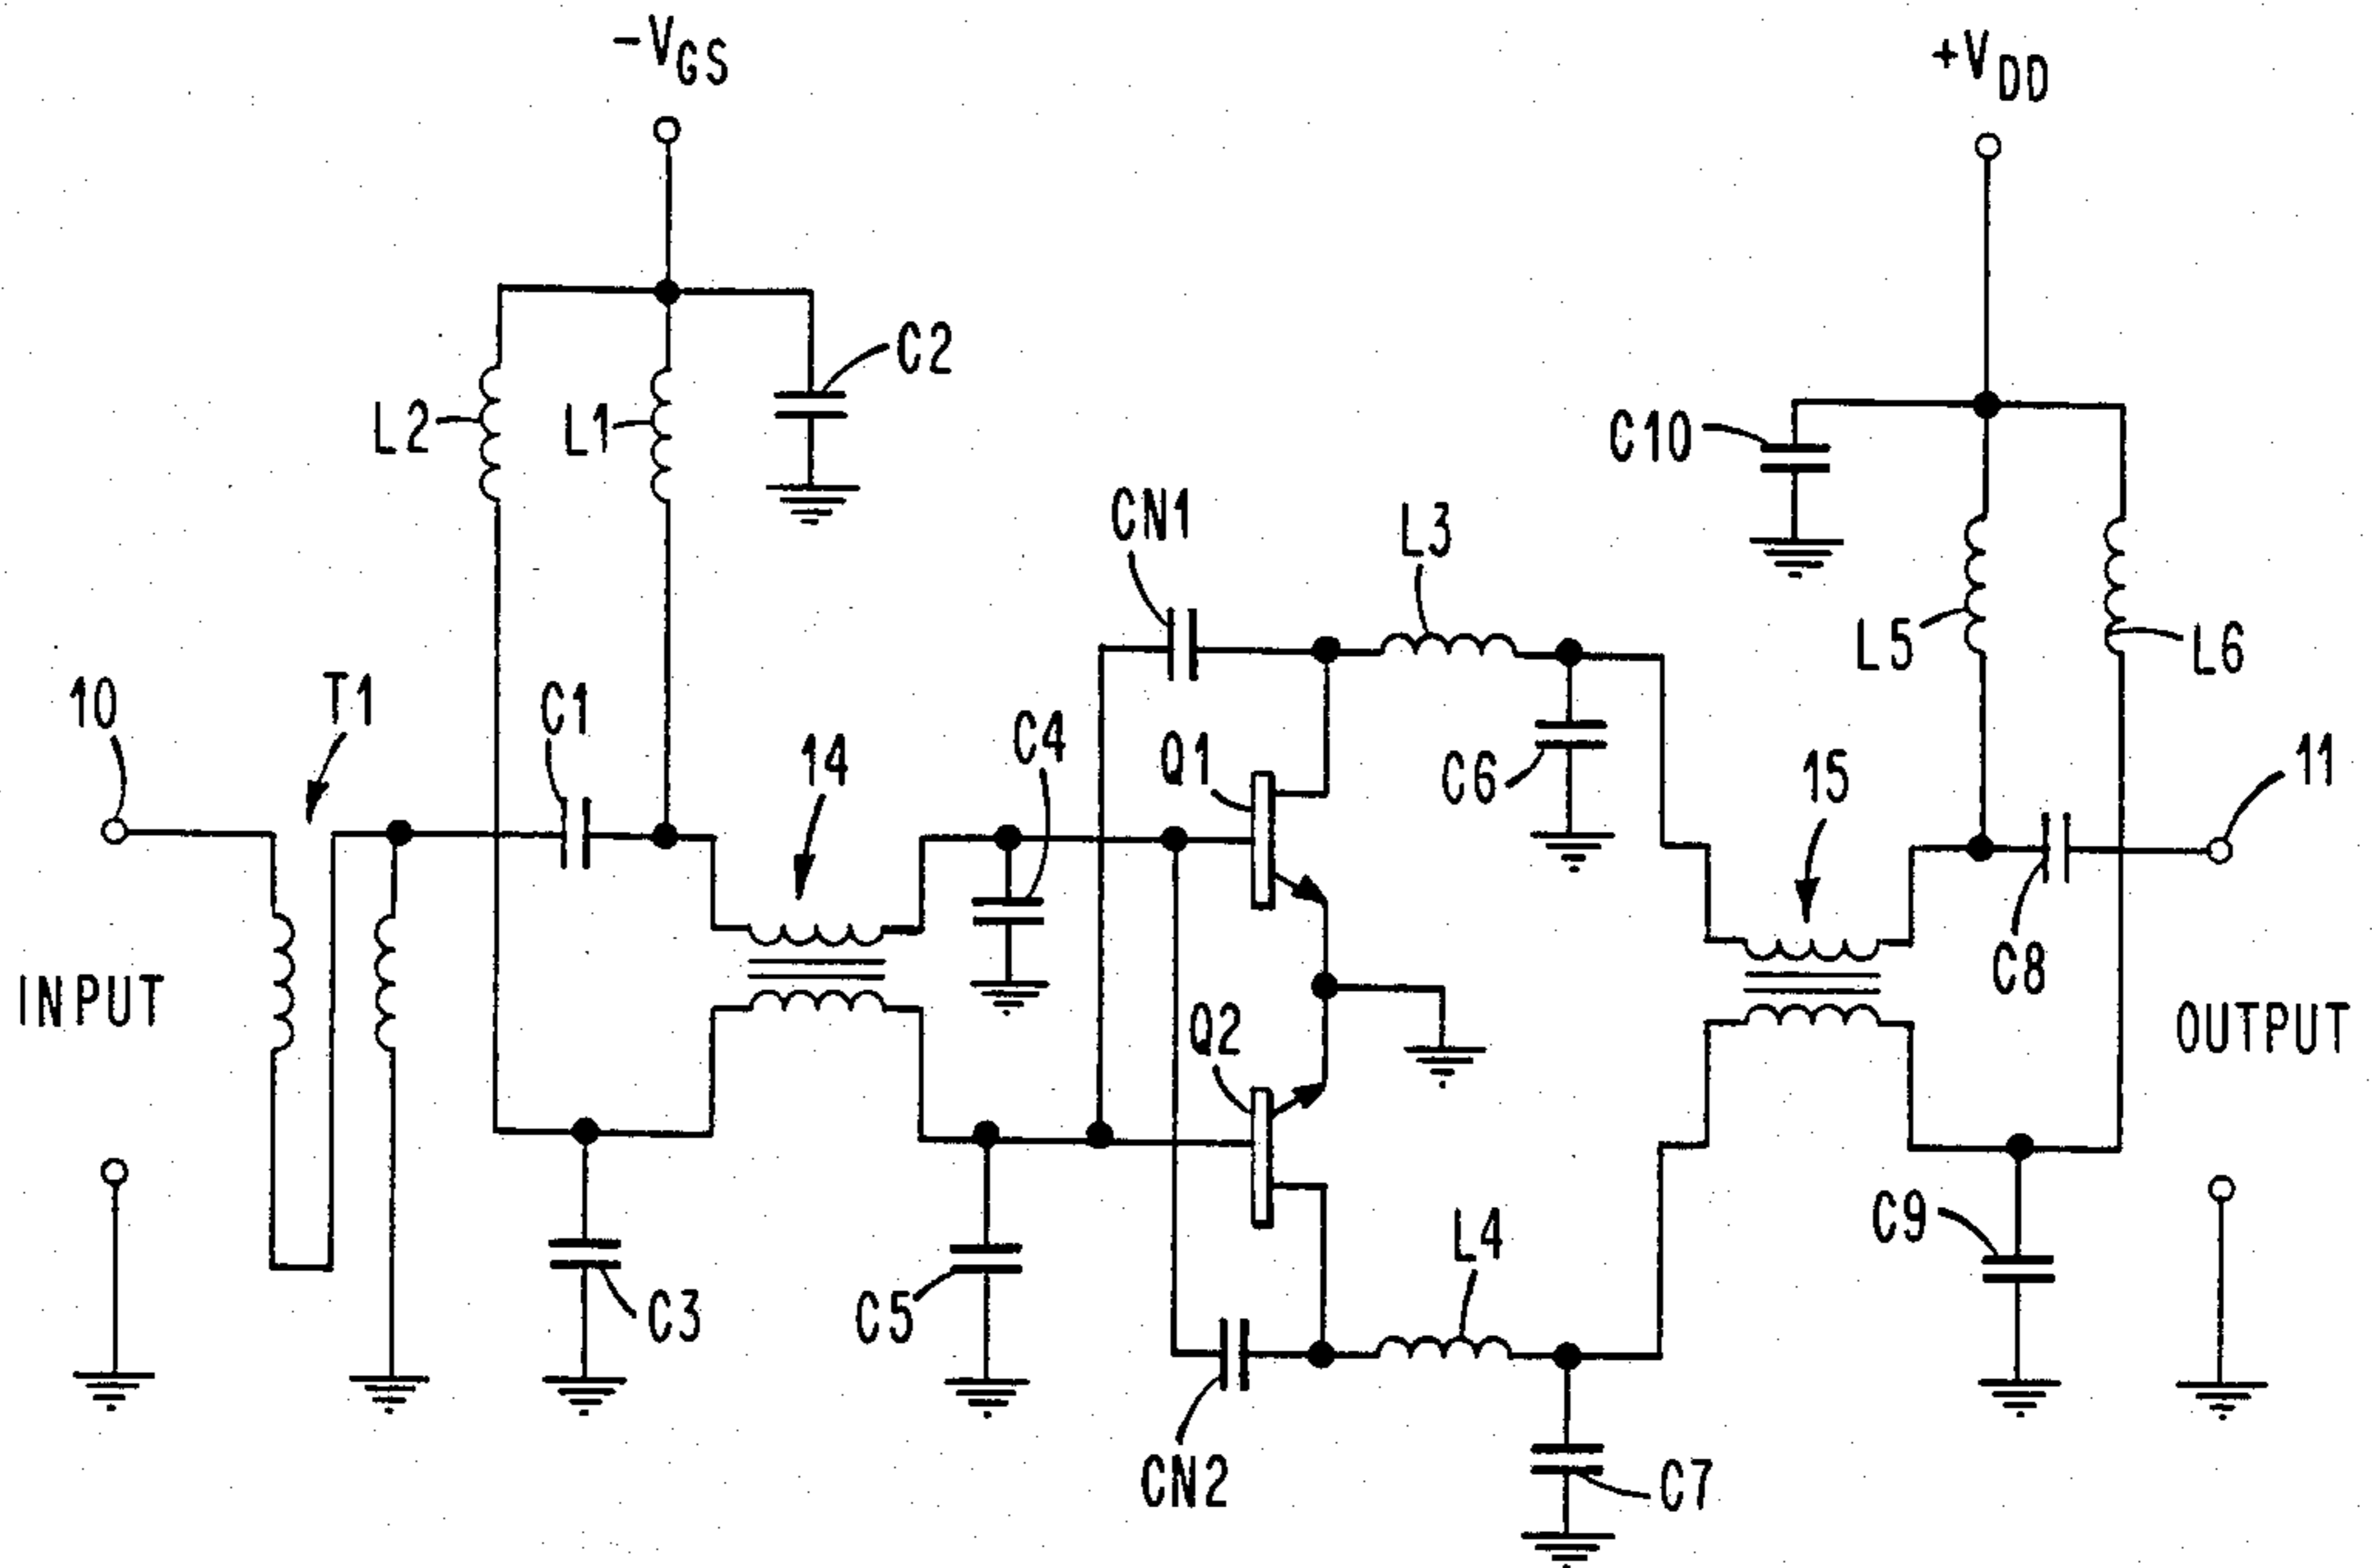 -VGS
+VDD
C2
L2
L1
C10
CN1
L3
L5
L6
10
T1
C1
14
C4
Q1
C6
15
11
INPUT
C8
Q2
OUTPUT
C9
L4
C3
C5
CN2
C7